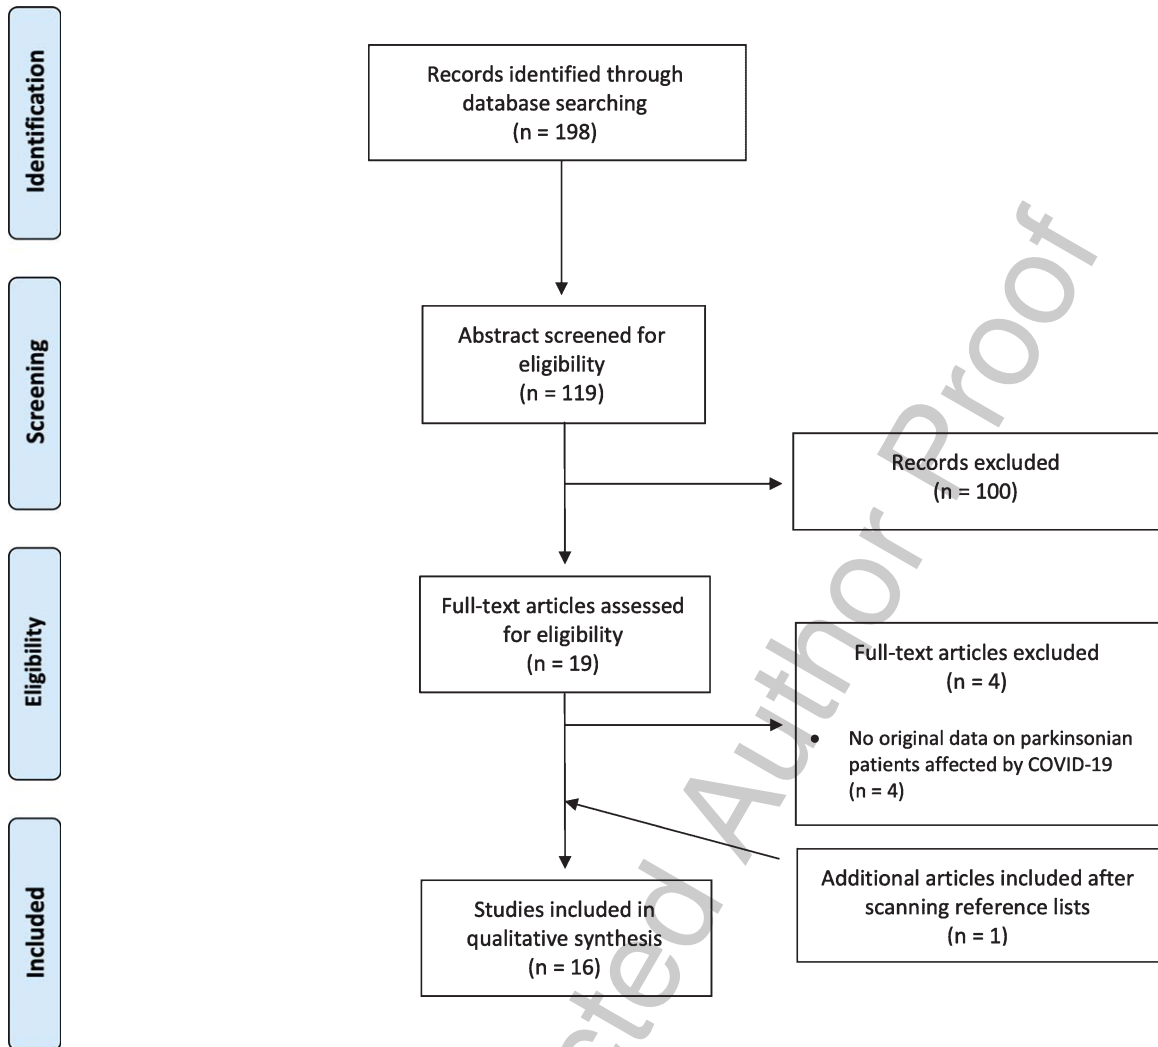 Identification
Records identified through
database searching
(n = 198)
Screening
Abstract screened for
eligibility
(n = 119)
Records excluded
(n = 100)
Eligibility
Full-text articles assessed
for eligibility
(n = 19)
Full-text articles excluded
(n = 4)
• No original data on parkinsonian
patients affected by COVID-19
(n = 4)
Additional articles included after
scanning reference lists
(n = 1)
Included
Studies included in
qualitative synthesis
(n = 16)
cted Author Proof